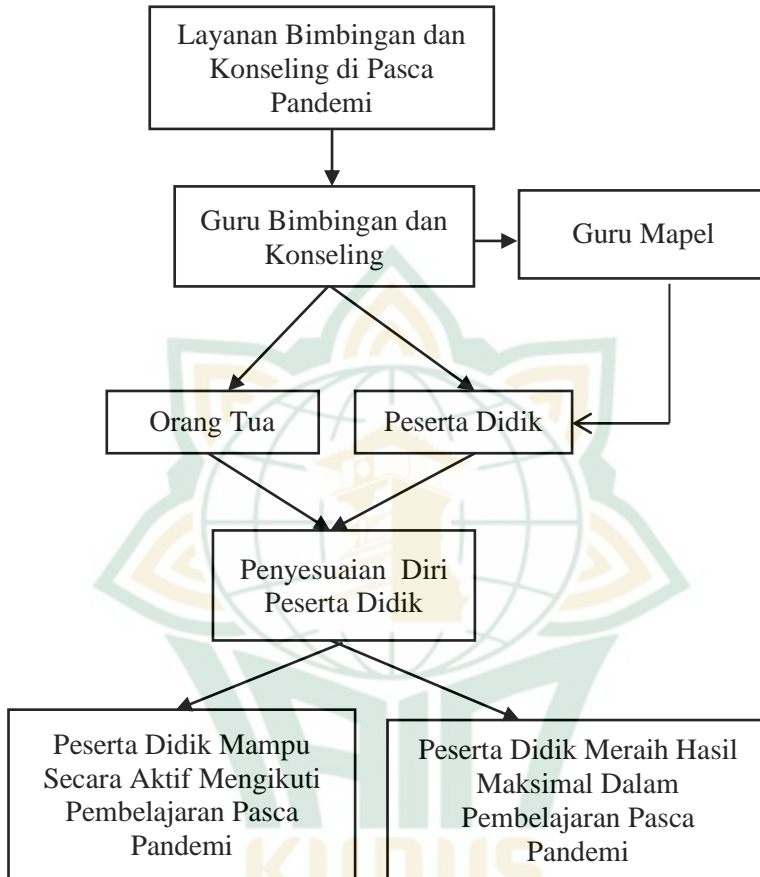 Layanan Bimbingan dan
Konseling di Pasca
Pandemi
Guru Bimbingan dan
Konseling
Guru Mapel
Orang Tua
Peserta Didik
Penyesuaian Diri
Peserta Didik
Peserta Didik Mampu
Secara Aktif Mengikuti
Pembelajaran Pasca
Pandemi
Peserta Didik Meraih Hasil
Maksimal Dalam
Pembelajaran Pasca
Pandemi
IAIN
KUDUS